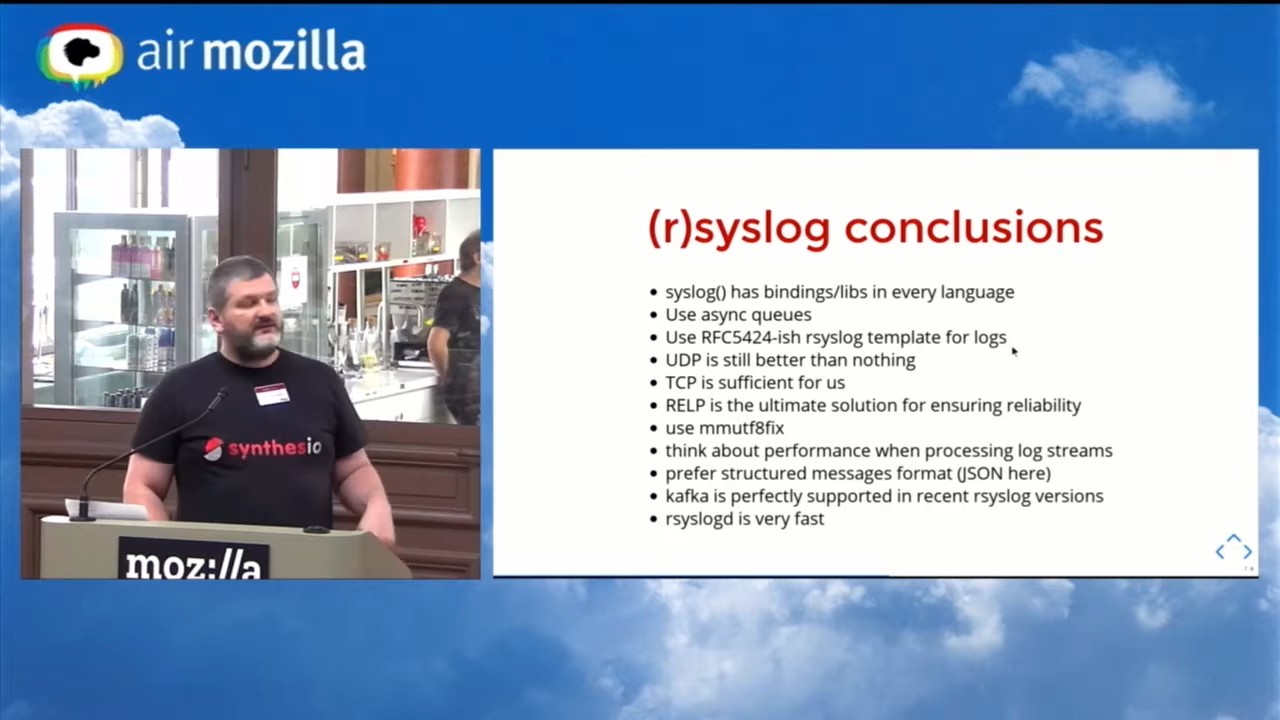 air mozilla
(r)syslog conclusions
syslog() has bindings/libs in every language
Use async queues
Use RFC5424-ish rsyslog template for logs
UDP is still better than nothing
TCP is sufficient for us
RELP is the ultimate solution for ensuring reliability
use mmutf8fix
think about performance when processing log streams
prefer structured messages format (JSON here)
kafka is perfectly supported in recent rsyslog versions
rsyslogd is very fast
synthesio
moz://a